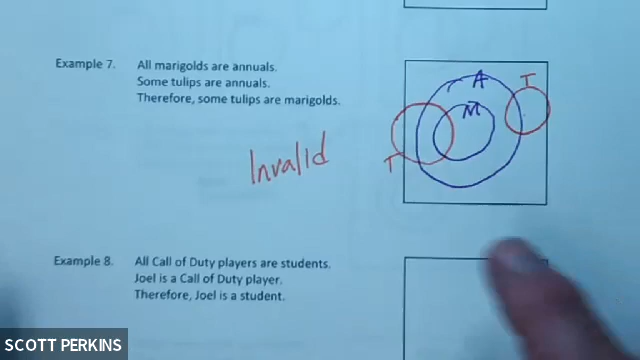 Example 7. All marigolds are annuals.
Some tulips are annuals.
Therefore, some tulips are marigolds.
A
T
M
T
Invalid
Example 8. All Call of Duty players are students.
Joel is a Call of Duty player.
Therefore, Joel is a student.
SCOTT PERKINS